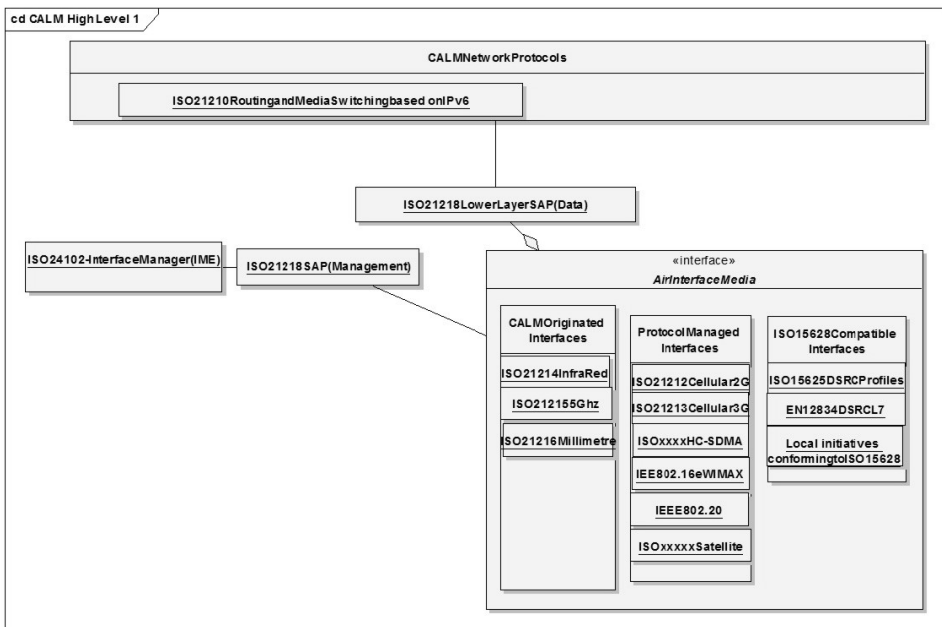 cd CALM High Level 1
CALMNetworkProtocols
ISO21210RoutingandMediaSwitchingbased onIPv6
ISO21218LowerLayerSAP(Data)
ISO24102-InterfaceManager(IME)
ISO21218SAP(Management)
«interface»
AirInterfaceMedia
CALMOriginated
Interfaces
ISO21214InfraRed
ISO212155Ghz
ISO21216Millimetre
ProtocolManaged
Interfaces
ISO21212Cellular2G
ISO21213Cellular3G
ISOxxxxHC-SDMA
IEE802.16eWIMAX
IEEE802.20
ISOxxxxxSatellite
ISO15628Compatible
Interfaces
ISO15625DSRCProfiles
EN12834DSRCL7
Local initiatives
conformingtoISO15628